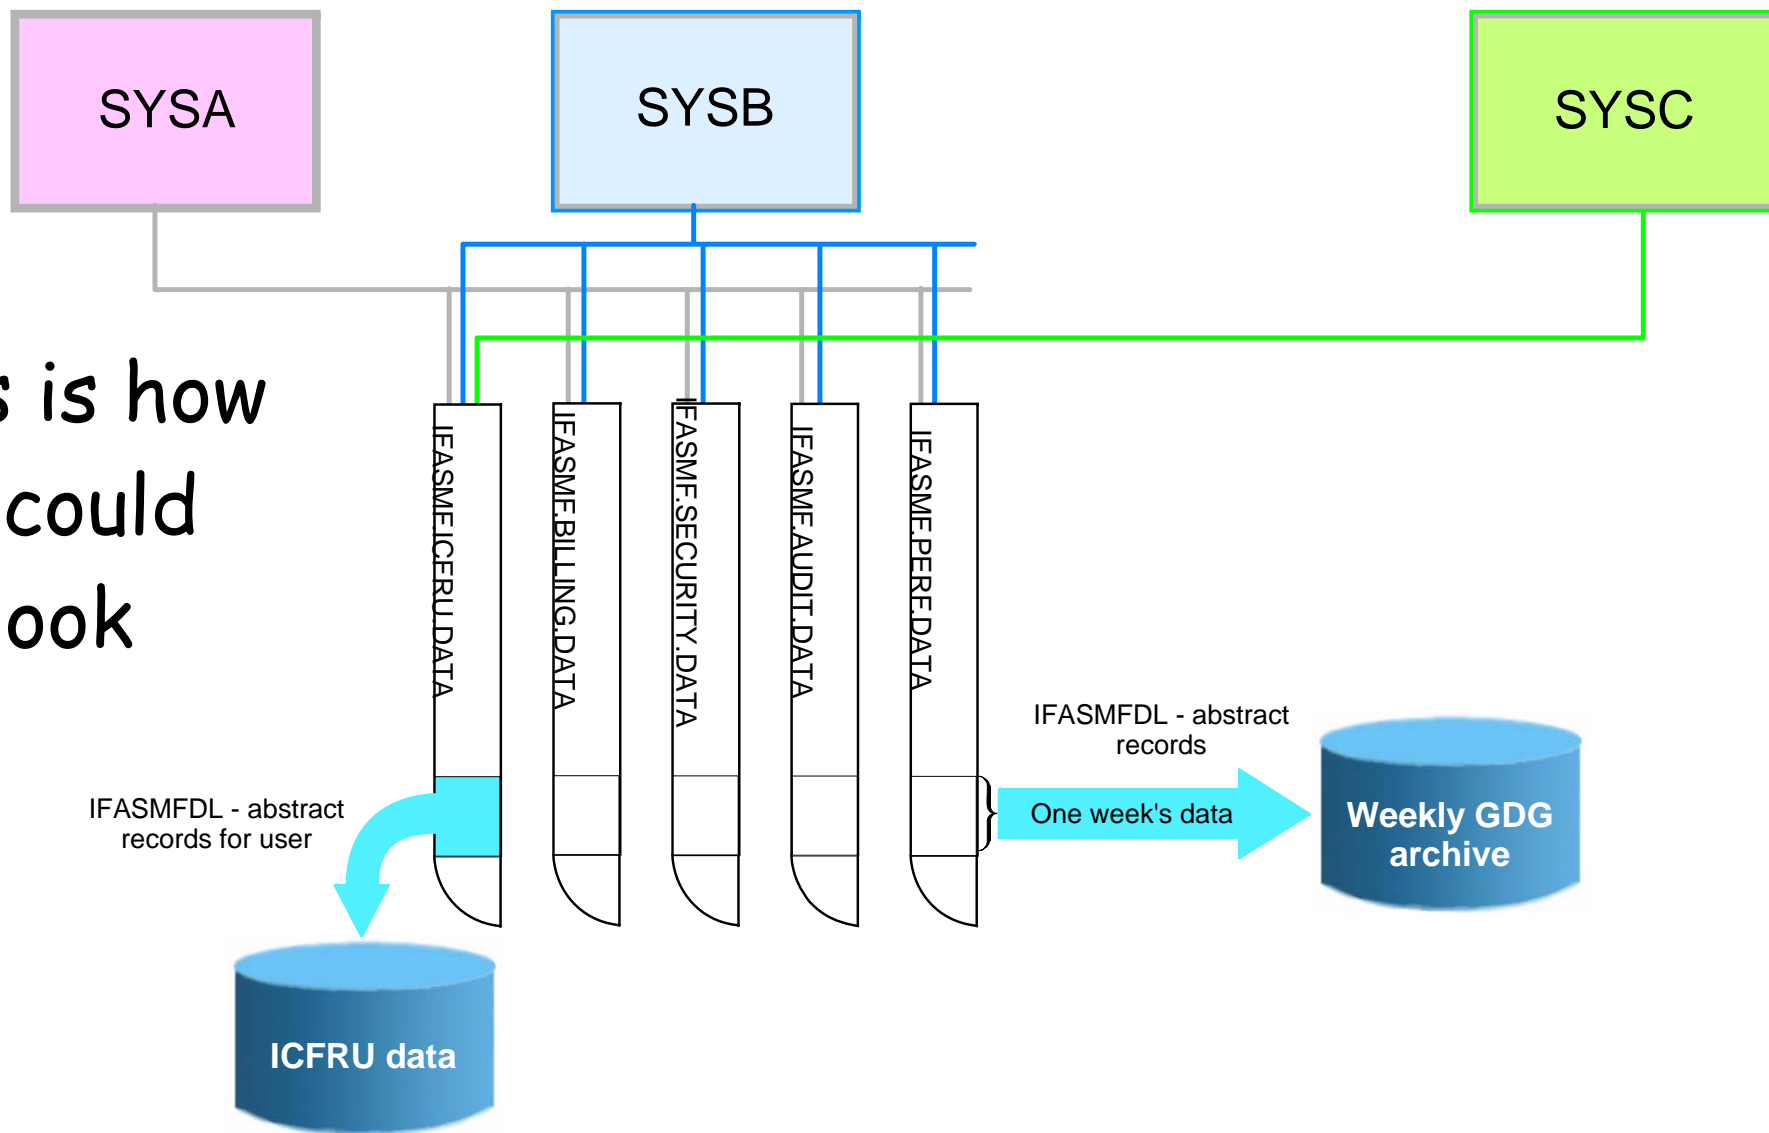 SYSA
SYSB
SYSC
s is how
could
ook
IFASMF.ICFRU.DATA
IFASMF.BILLING.DATA
IFASMF.SECURITY.DATA
IFASMF.AUDIT.DATA
IFASMF.PERF.DATA
IFASMFDL - abstract
records
One week's data
Weekly GDG
archive
IFASMFDL - abstract
records for user
ICFRU data